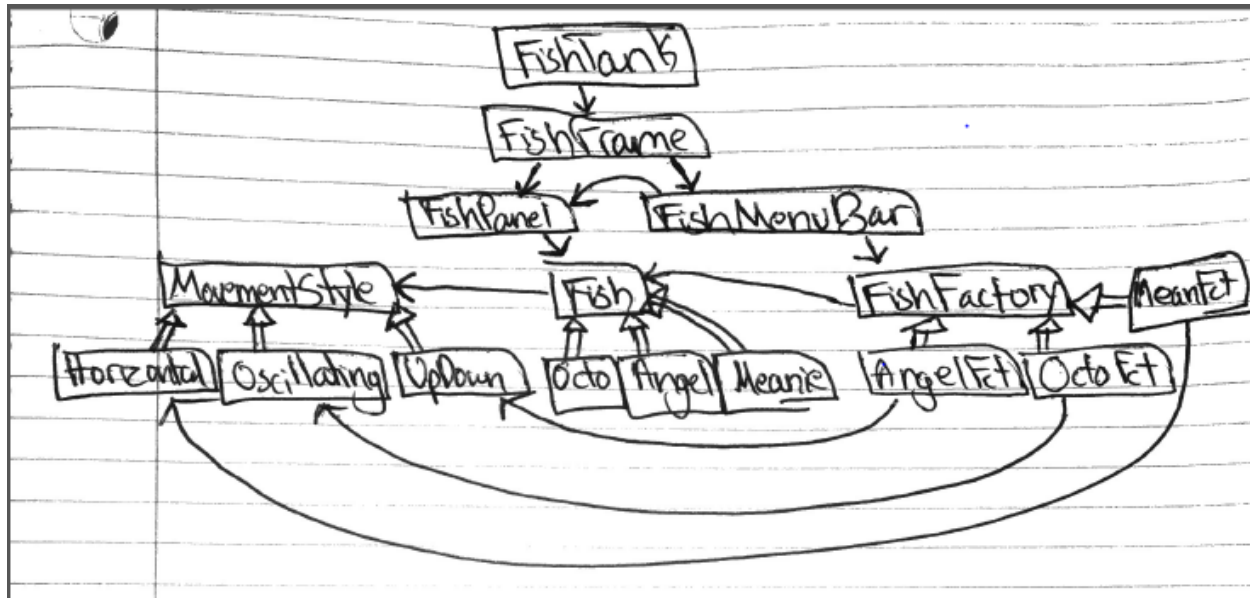 FishTank
FishFrame
FishPanel FishMenuBar
MovementStyle Fish FishFactory MeanFct
Horizontal Oscillating UpDown Octo Angel Meanie AngelFct OctoFct